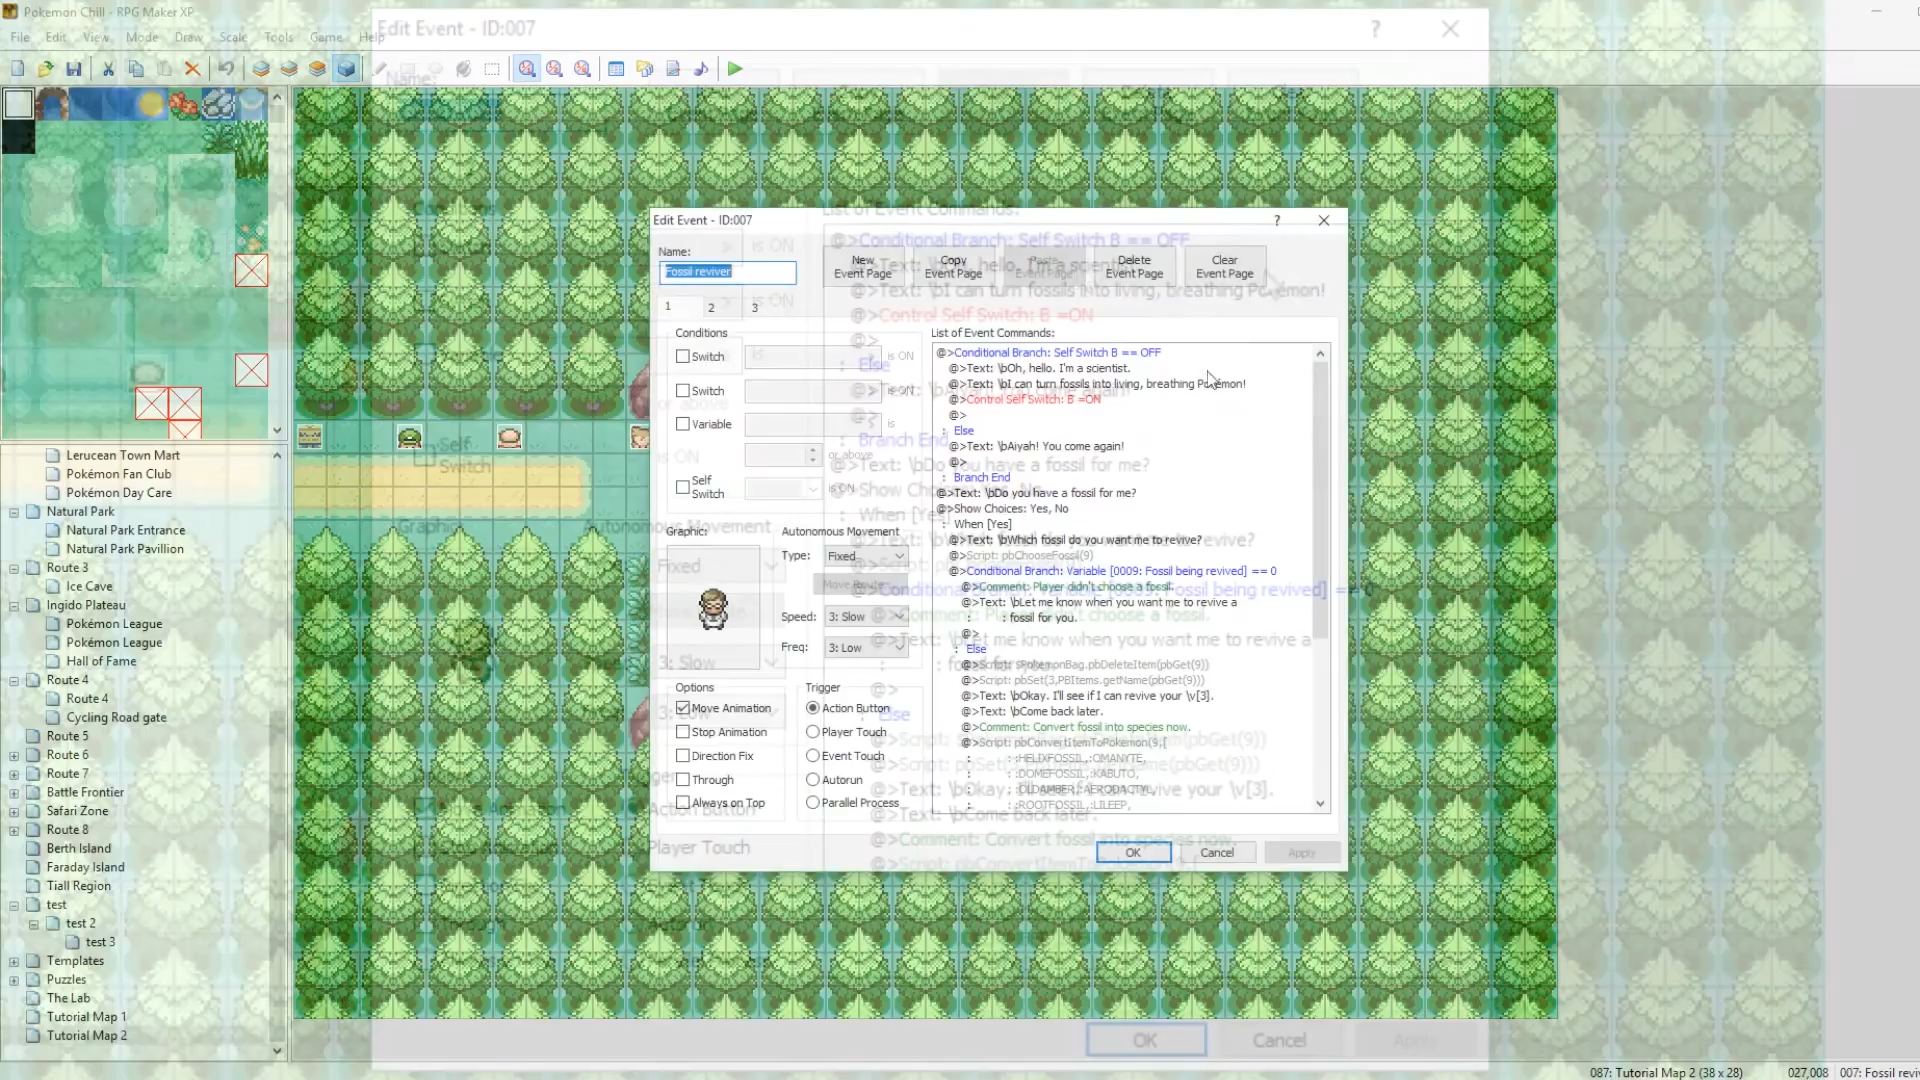 Pokemon Chill - RPG Maker XP
File Edit View Mode Draw Scale Tools Game Help
Edit Event - ID:007
Name:
Edit Event - ID:007
Name:
Fossil reviver
New Event Page
Copy Event Page
Paste Event Page
Delete Event Page
Clear Event Page
1 2 3
Conditions
Switch is ON
Switch is ON
Variable is
or above
Self Switch is ON
Graphic:
Autonomous Movement
Type: Fixed
Move Route
Speed: 3: Slow
Freq: 3: Low
Options
Move Animation
Stop Animation
Direction Fix
Through
Always on Top
Trigger
Action Button
Player Touch
Event Touch
Autorun
Parallel Process
List of Event Commands:
@>Conditional Branch: Self Switch B == OFF
@>Text: \bOh, hello. I'm a scientist.
@>Text: \bI can turn fossils into living, breathing Pokémon!
@>Control Self Switch: B =ON
@>
: Else
@>Text: \bAiyah! You come again!
@>
: Branch End
@>Text: \bDo you have a fossil for me?
@>Show Choices: Yes, No
: When [Yes]
@>Text: \bWhich fossil do you want me to revive?
@>Script: pbChooseFossil(9)
@>Conditional Branch: Variable [0009: Fossil being revived] == 0
@>Comment: Player didn't choose a fossil.
@>Text: \bLet me know when you want me to revive a
: : fossil for you.
@>
: Else
@>Script: $PokemonBag.pbDeleteItem(pbGet(9))
@>Script: pbSet(3,PBItems.getName(pbGet(9)))
@>Text: \bOkay. I'll see if I can revive your \v[3].
@>Text: \bCome back later.
@>Comment: Convert fossil into species now.
@>Script: pbConvertItemToPokemon(9,[
: : :HELIXFOSSIL,:OMANYTE,
: : :DOMEFOSSIL,:KABUTO,
: : :OLDAMBER,:AERODACTYL,
: : :ROOTFOSSIL,:LILEEP,
OK Cancel Apply
Lerucean Town Mart
Pokémon Fan Club
Pokémon Day Care
Natural Park
Natural Park Entrance
Natural Park Pavillion
Route 3
Ice Cave
Ingido Plateau
Pokémon League
Pokémon League
Hall of Fame
Route 4
Route 4
Cycling Road gate
Route 5
Route 6
Route 7
Battle Frontier
Safari Zone
Route 8
Berth Island
Faraday Island
Tiall Region
test
test 2
test 3
Templates
Puzzles
The Lab
Tutorial Map 1
Tutorial Map 2
OK Cancel Apply
087: Tutorial Map 2 (38 x 28) 027,008 007: Fossil revi